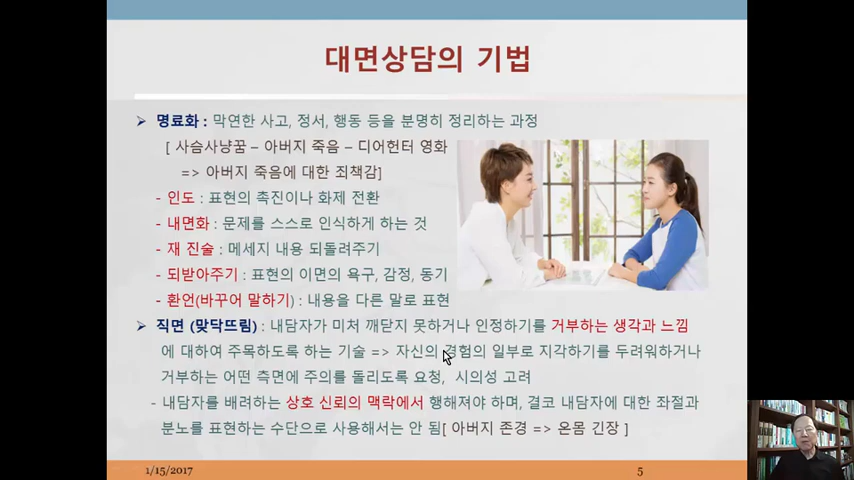 대면상담의 기법
➢ 명료화 : 막연한 사고, 정서, 행동 등을 분명히 정리하는 과정
[ 사슴사냥꿈 – 아버지 죽음 – 디어헌터 영화
=> 아버지 죽음에 대한 죄책감]
- 인도 : 표현의 촉진이나 화제 전환
- 내면화 : 문제를 스스로 인식하게 하는 것
- 재 진술 : 메세지 내용 되돌려주기
- 되받아주기 : 표현의 이면의 욕구, 감정, 동기
- 환언(바꾸어 말하기) : 내용을 다른 말로 표현
➢ 직면 (맞닥뜨림) : 내담자가 미처 깨닫지 못하거나 인정하기를 거부하는 생각과 느낌
에 대하여 주목하도록 하는 기술 => 자신의 경험의 일부로 지각하기를 두려워하거나
거부하는 어떤 측면에 주의를 돌리도록 요청, 시의성 고려
- 내담자를 배려하는 상호 신뢰의 맥락에서 행해져야 하며, 결코 내담자에 대한 좌절과
분노를 표현하는 수단으로 사용해서는 안 됨[ 아버지 존경 => 온몸 긴장 ]
1/15/2017
5